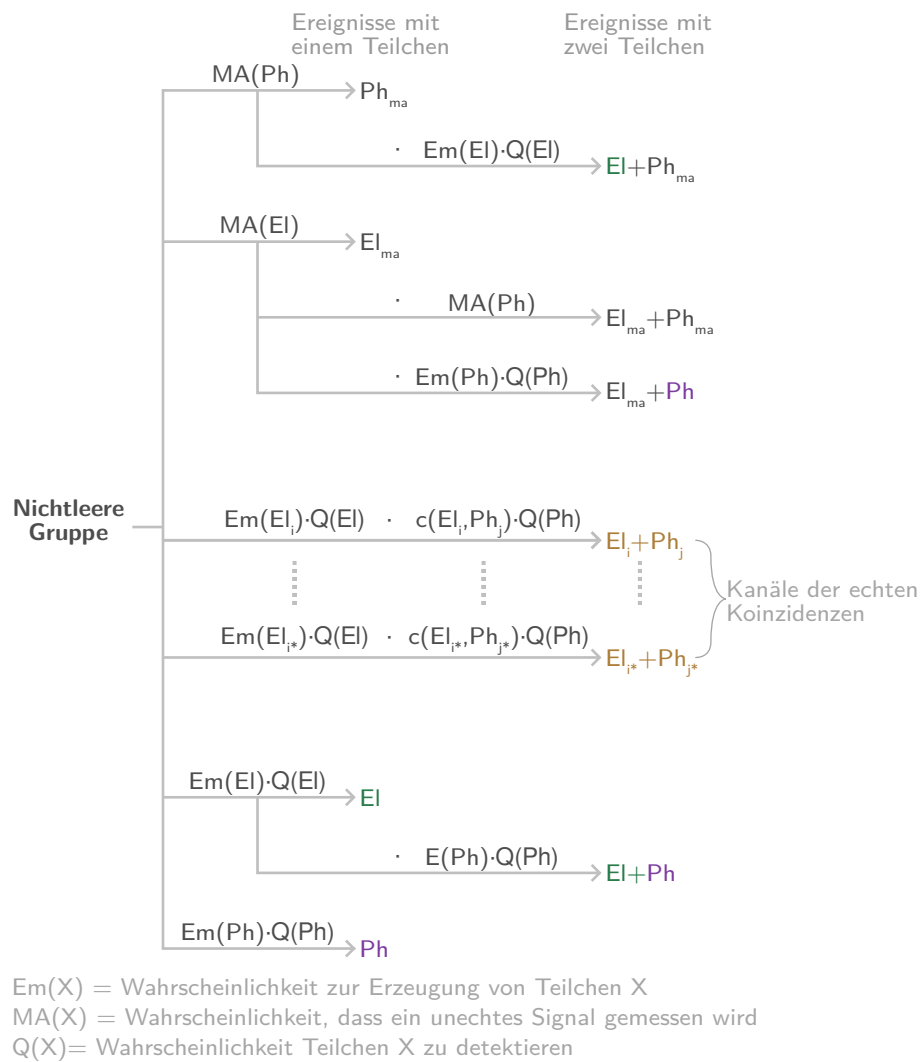 Ereignisse mit
einem Teilchen
Ereignisse mit
zwei Teilchen
MA(Ph)
Ph_ma
· Em(El)·Q(El)
El+Ph_ma
MA(El)
El_ma
· MA(Ph)
El_ma+Ph_ma
· Em(Ph)·Q(Ph)
El_ma+Ph
Nichtleere
Gruppe
Em(El_i)·Q(El) · c(El_i,Ph_j)·Q(Ph)
El_i+Ph_j
Kanäle der echten
Koinzidenzen
Em(El_i*)·Q(El) · c(El_i*,Ph_j*)·Q(Ph)
El_i*+Ph_j*
Em(El)·Q(El)
El
· E(Ph)·Q(Ph)
El+Ph
Em(Ph)·Q(Ph)
Ph
Em(X) = Wahrscheinlichkeit zur Erzeugung von Teilchen X
MA(X) = Wahrscheinlichkeit, dass ein unechtes Signal gemessen wird
Q(X)= Wahrscheinlichkeit Teilchen X zu detektieren